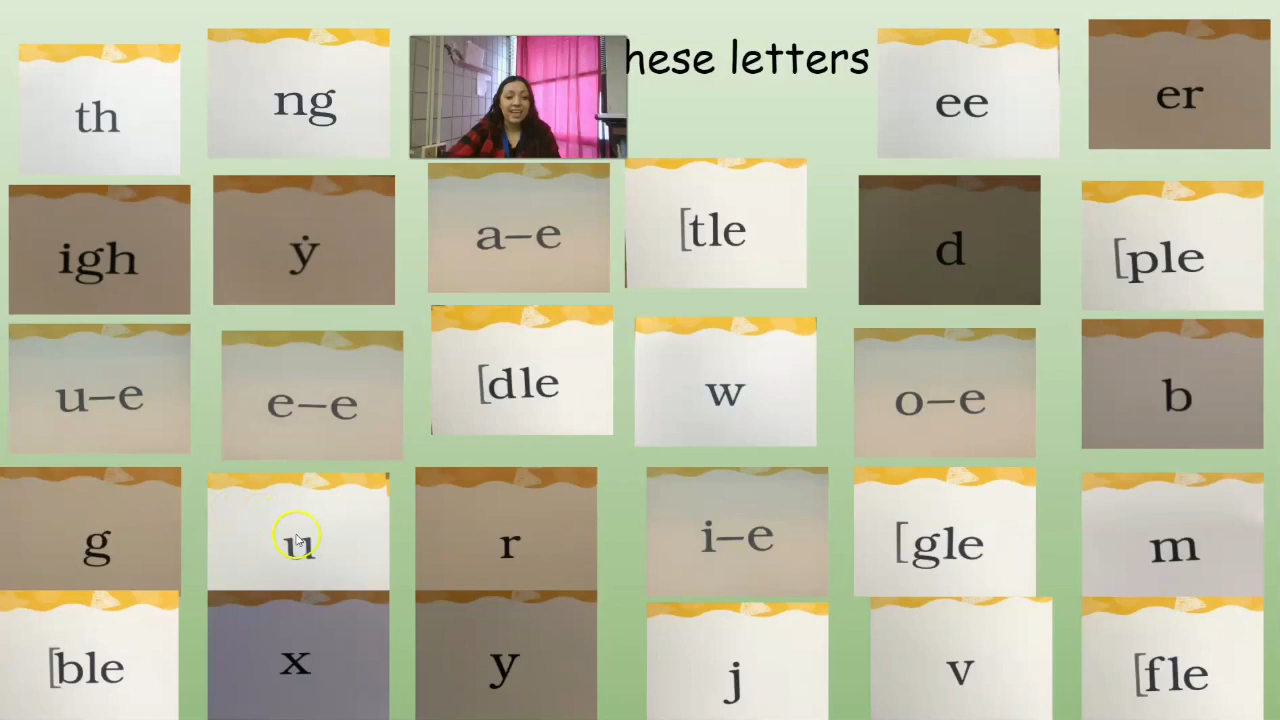 hese letters
th ng ee er
igh ẏ a–e [tle d [ple
u–e e–e [dle w o–e b
g u r i–e [gle m
[ble x y j v [fle